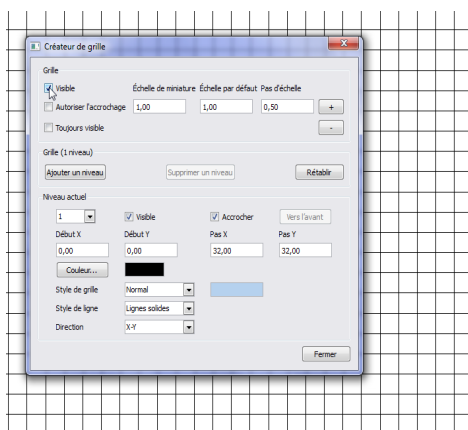 Créateur de grille
Grille
Visible Échelle de miniature Échelle par défaut Pas d'échelle
Autoriser l'accrochage 1,00 1,00 0,50 +
Toujours visible -
Grille (1 niveau)
Ajouter un niveau Supprimer un niveau Rétablir
Niveau actuel
1 Visible Accrocher Vers l'avant
Début X Début Y Pas X Pas Y
0,00 0,00 32,00 32,00
Couleur...
Style de grille Normal
Style de ligne Lignes solides
Direction X-Y
Fermer